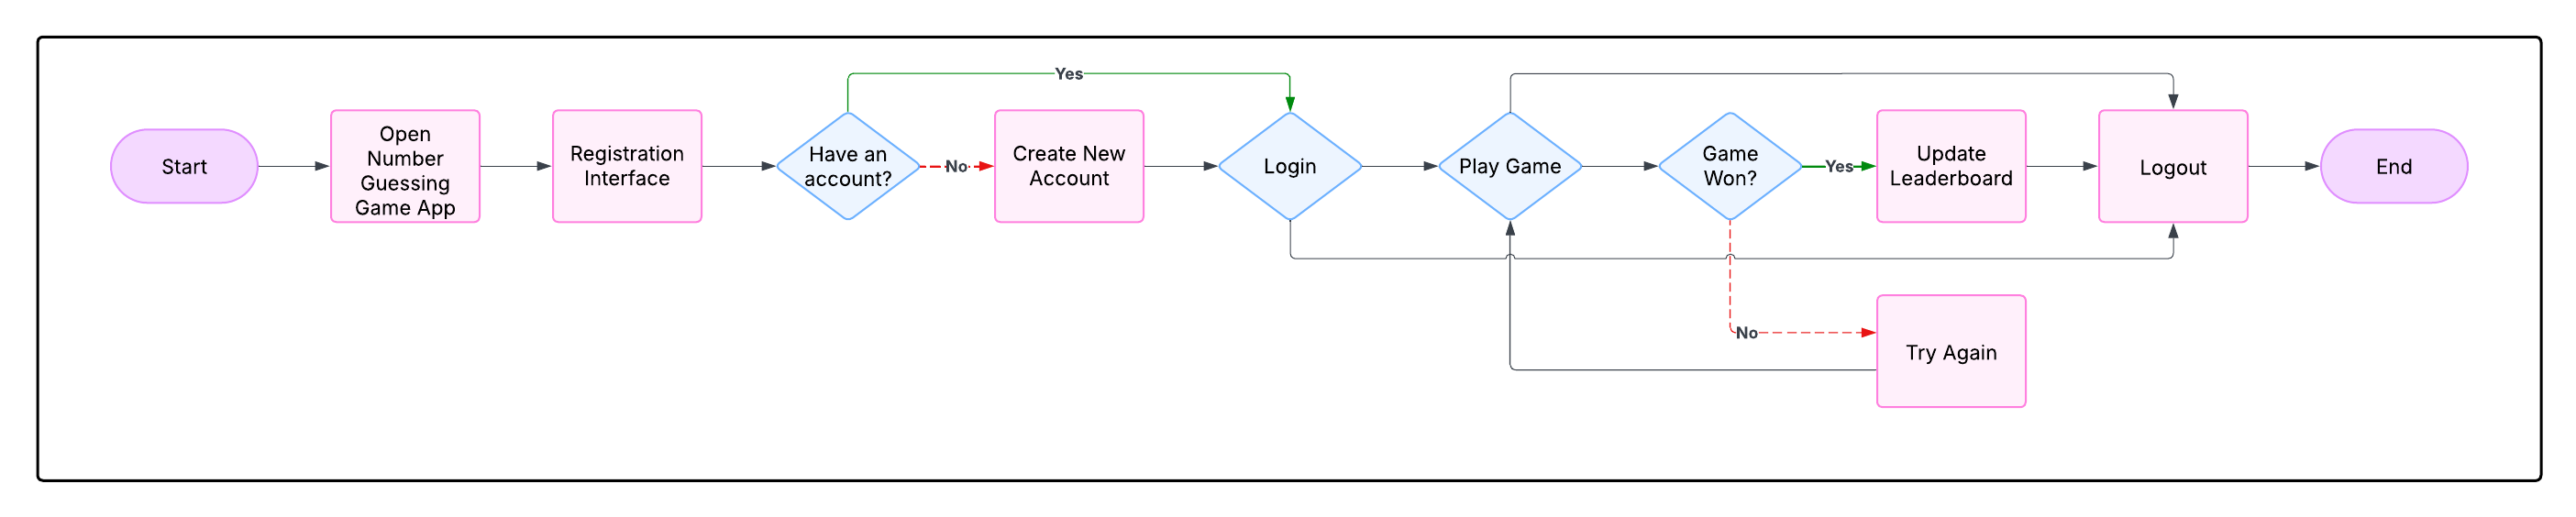 Yes
Start
Open
Number
Guessing
Game App
Registration
Interface
Have an
account?
No
Create New
Account
Login
Play Game
Game
Won?
Yes
Update
Leaderboard
Logout
End
No
Try Again